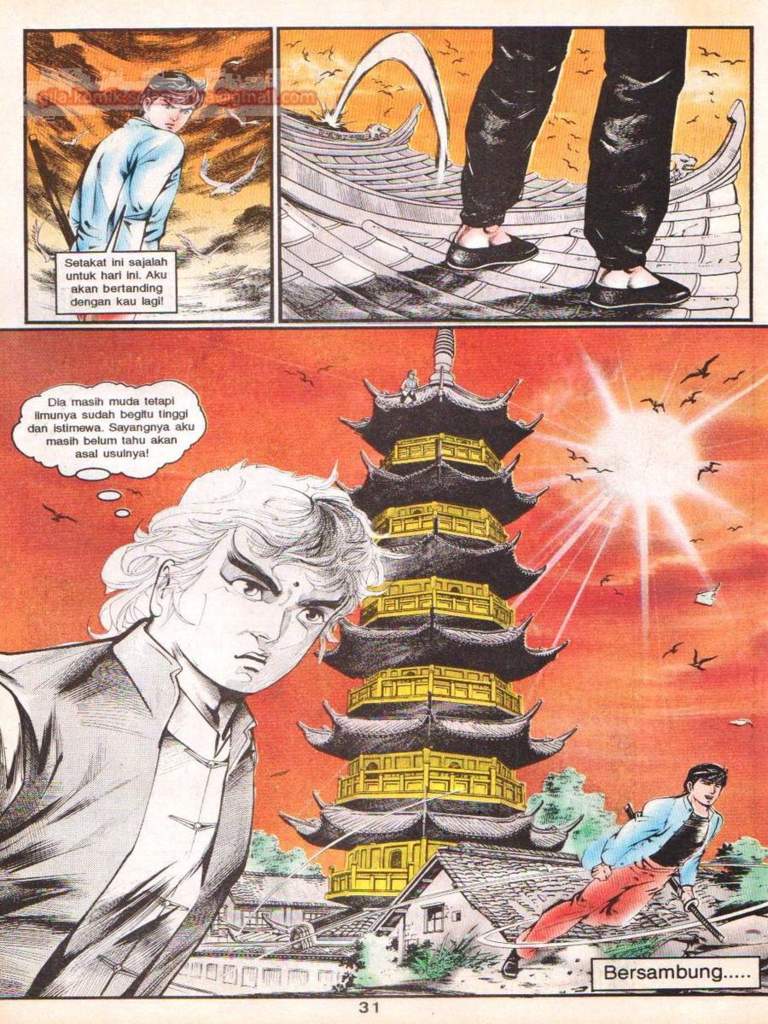 Setakat ini sajalah
untuk hari ini. Aku
akan bertanding
dengan kau lagi!
Dia masih muda tetapi
ilmunya sudah begitu tinggi
dan istimewa. Sayangnya aku
masih belum tahu akan
asal usulnya!
Bersambung.....
31